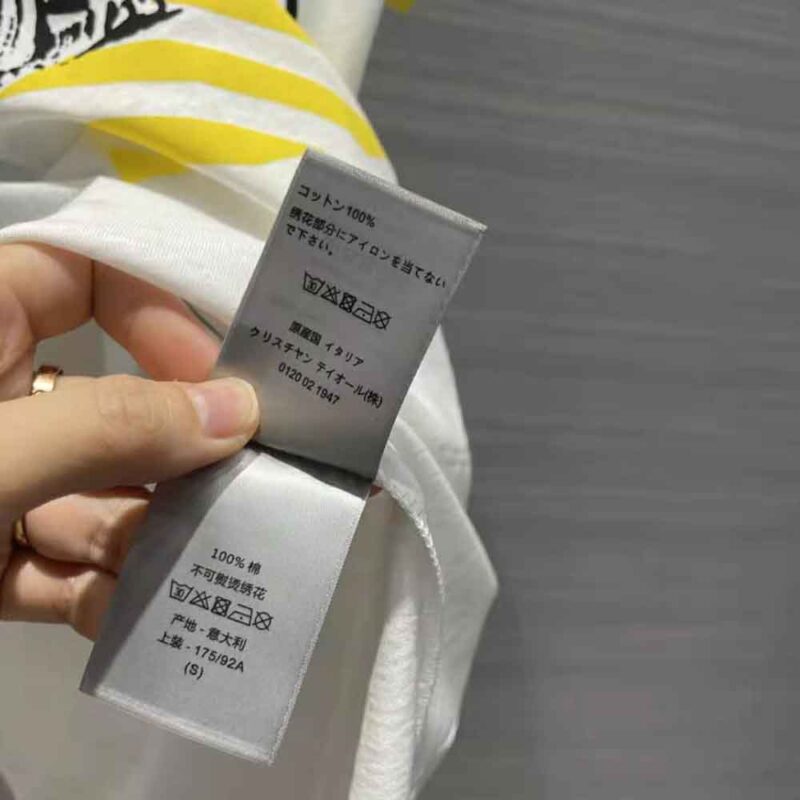 コットン100%
绣花部分にアイロンを当てない
で下さい。
原産国 イタリア
クリスチャン ティオール(株)
0120 02 1947
100% 棉
不可熨烫绣花
产地 - 意大利
上装 - 175/92A
(S)